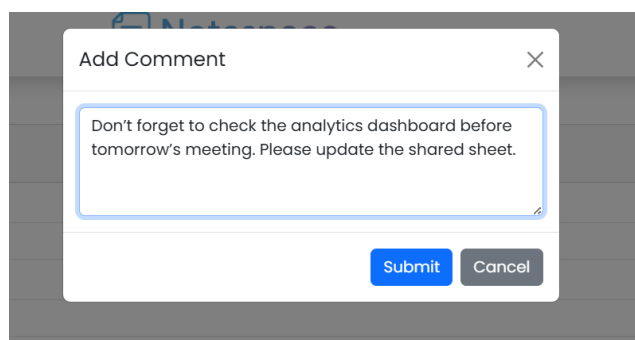 Notespace
Add Comment
Don’t forget to check the analytics dashboard before
tomorrow’s meeting. Please update the shared sheet.
Submit
Cancel